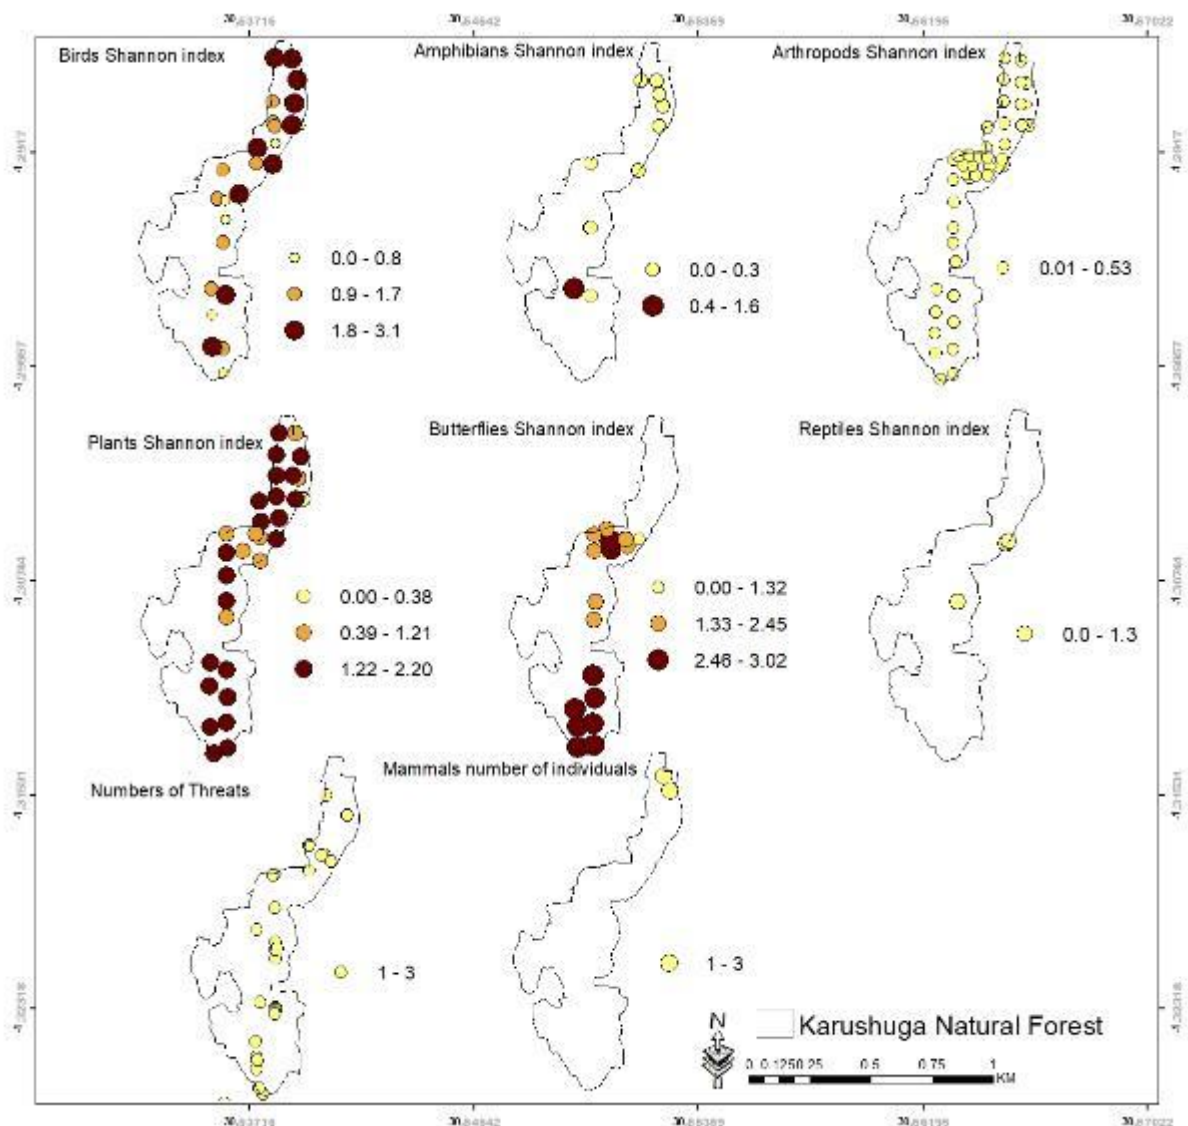 Birds Shannon index
Amphibians Shannon index
Arthropods Shannon index
0.0 - 0.8
0.9 - 1.7
1.8 - 3.1
0.0 - 0.3
0.4 - 1.6
0.01 - 0.53
Plants Shannon index
Butterflies Shannon index
Reptiles Shannon index
0.00 - 0.38
0.39 - 1.21
1.22 - 2.20
0.00 - 1.32
1.33 - 2.45
2.46 - 3.02
0.0 - 1.3
Numbers of Threats
Mammals number of individuals
1 - 3
1 - 3
N
Karushuga Natural Forest
0 0.1250.25 0.5 0.75 1
KM